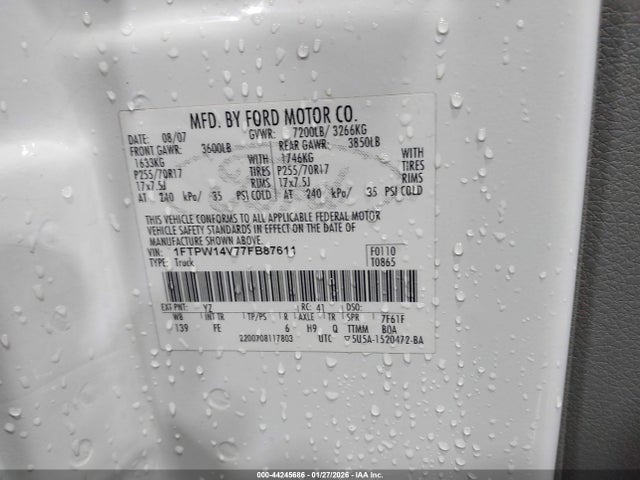 MFD. BY FORD MOTOR CO.
DATE: 08/07 GVWR: 7200LB/ 3266KG
FRONT GAWR: 3600LB REAR GAWR: 3850LB
1633KG WITH 1746KG WITH
P255/70R17 TIRES P255/70R17 TIRES
17x7.5J RIMS 17x7.5J RIMS
AT 240 kPa/ 35 PSI COLD AT 240 kPa/ 35 PSI COLD
THIS VEHICLE CONFORMS TO ALL APPLICABLE FEDERAL MOTOR
VEHICLE SAFETY STANDARDS IN EFFECT ON THE DATE OF
MANUFACTURE SHOWN ABOVE.
VIN: 1FTPW14V77FB87611 F0110
TYPE: Truck T0865
EXT PNT: YZ RC: 41 DSO:
WB INT TR TP/PS R AXLE TR SPR 7F61F
139 FE 6 H9 Q TTMM BOA
2200708117803 UTC ▽5U5A-1520472-BA
000-44245686 - 01/27/2026 - IAA Inc.